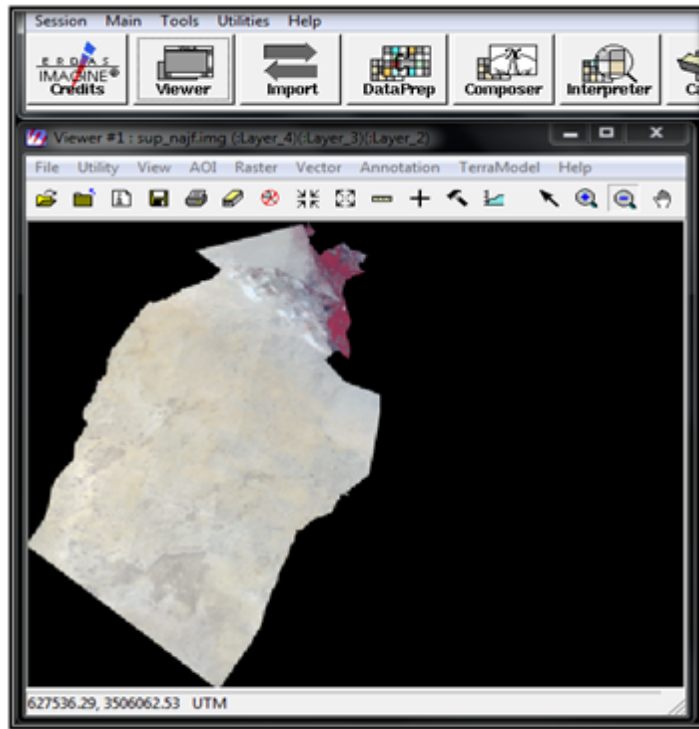 Session Main Tools Utilities Help
ERDAS
IMAGINE®
Credits Viewer Import DataPrep Composer Interpreter
Viewer #1 : sup_najf.img (:Layer_4)(:Layer_3)(:Layer_2)
File Utility View AOI Raster Vector Annotation TerraModel Help
627536.29, 3506062.53 UTM